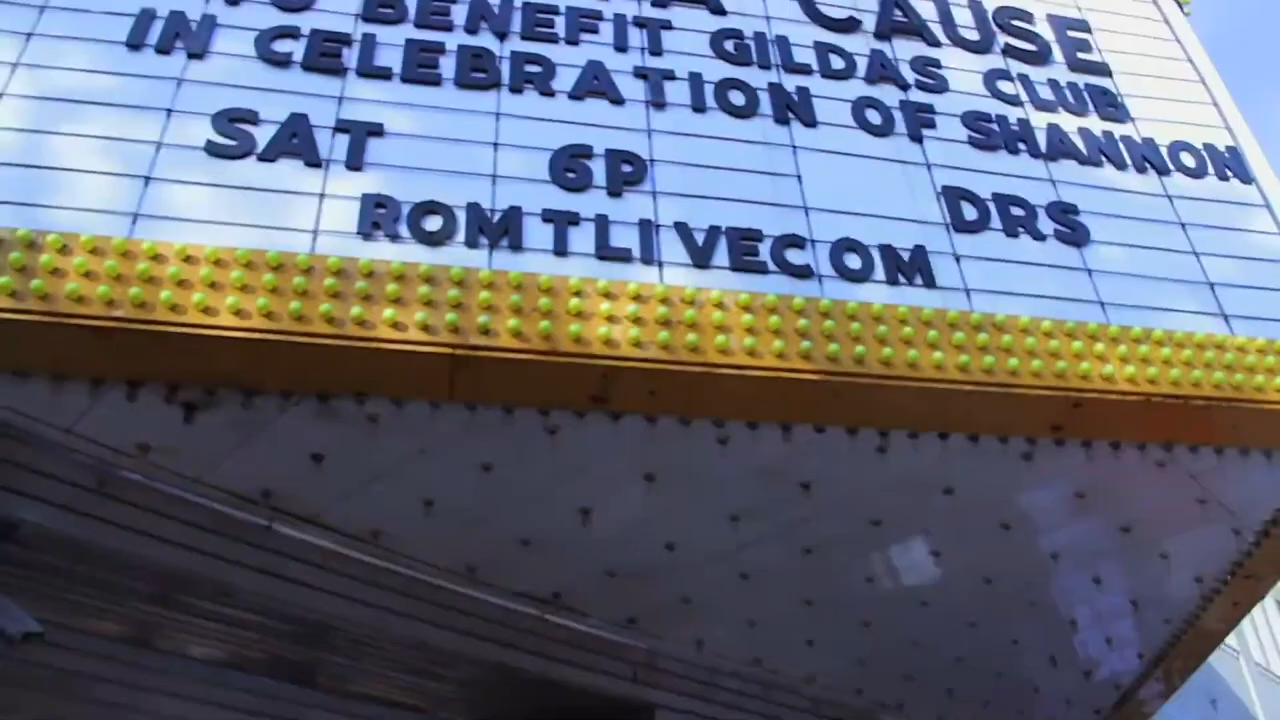 A CAUSE
TO BENEFIT GILDAS CLUB
IN CELEBRATION OF SHANNON
SAT 6P DRS
ROMTLIVECOM